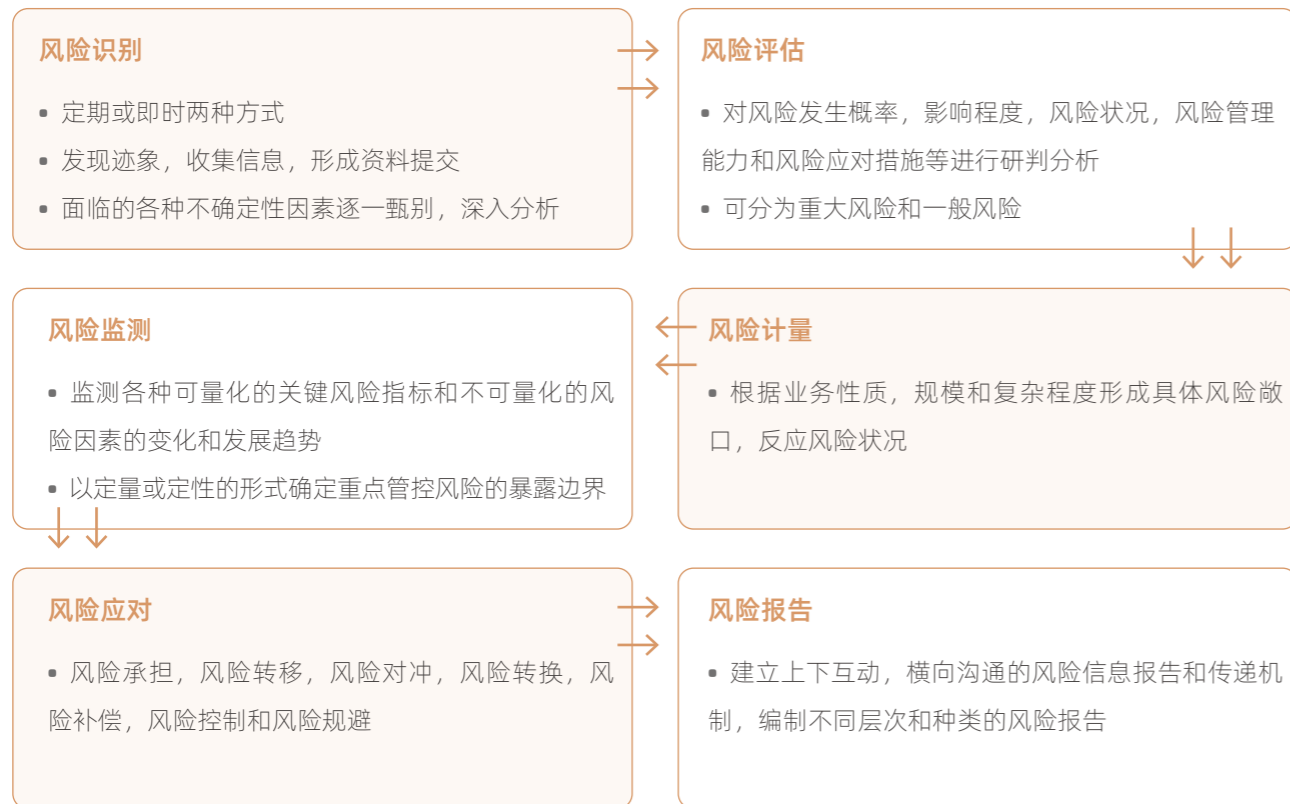 风险识别
• 定期或即时两种方式
• 发现迹象，收集信息，形成资料提交
• 面临的各种不确定性因素逐一甄别，深入分析
风险评估
• 对风险发生概率，影响程度，风险状况，风险管理
能力和风险应对措施等进行研判分析
• 可分为重大风险和一般风险
风险计量
• 根据业务性质，规模和复杂程度形成具体风险敞
口，反应风险状况
风险监测
• 监测各种可量化的关键风险指标和不可量化的风
险因素的变化和发展趋势
• 以定量或定性的形式确定重点管控风险的暴露边界
风险应对
• 风险承担，风险转移，风险对冲，风险转换，风
险补偿，风险控制和风险规避
风险报告
• 建立上下互动，横向沟通的风险信息报告和传递机
制，编制不同层次和种类的风险报告